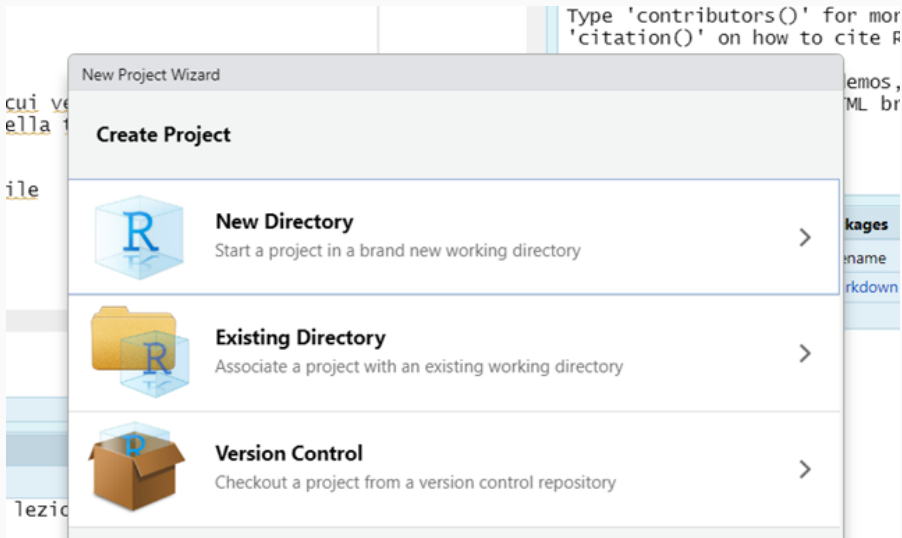 Type 'contributors()' for mor
'citation()' on how to cite R
New Project Wizard
emos,
cui ve
TML br
ella t
Create Project
ile
R
New Directory
Start a project in a brand new working directory
kages
ename
rkdown
R
Existing Directory
Associate a project with an existing working directory
R
Version Control
Checkout a project from a version control repository
lezio